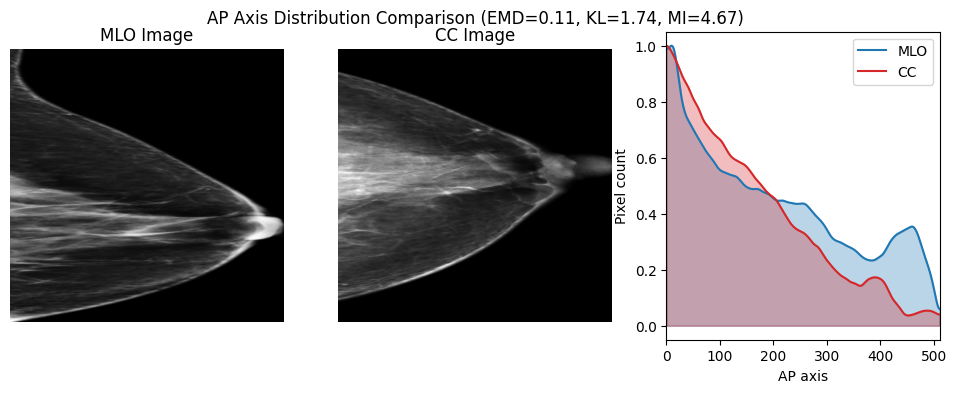 AP Axis Distribution Comparison (EMD=0.11, KL=1.74, MI=4.67)
MLO Image
CC Image
MLO
CC
Pixel count
1.0
0.8
0.6
0.4
0.2
0.0
0 100 200 300 400 500
AP axis